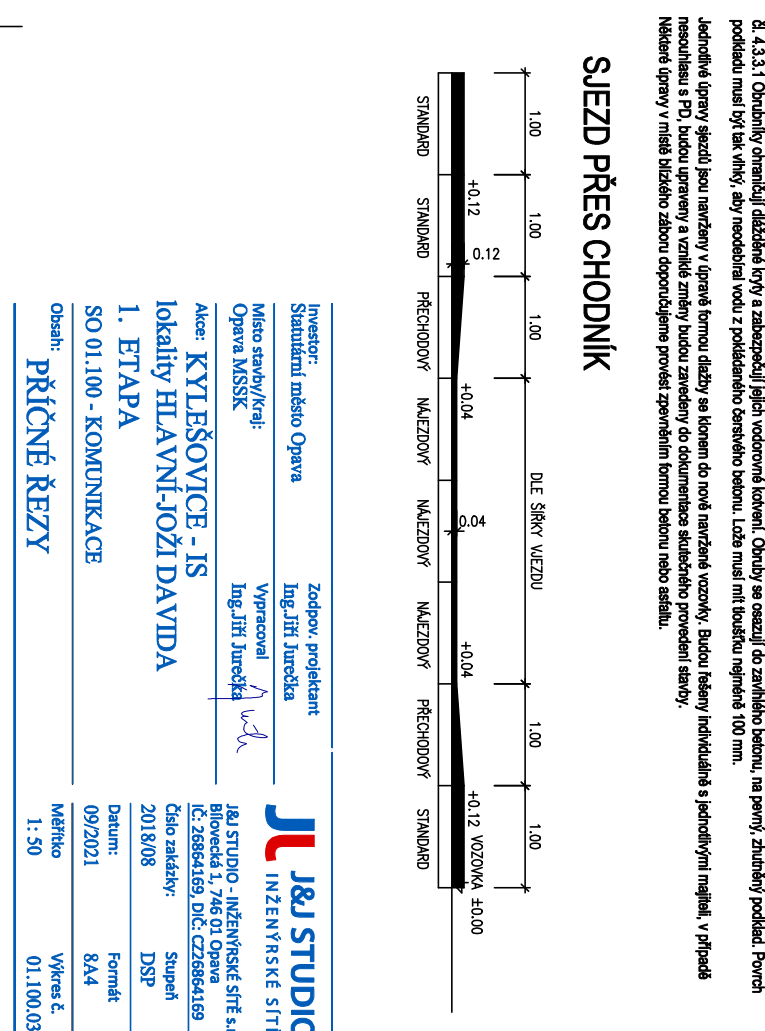 čl. 4.3.3.1 Obrubníky ohraničují dlážděné kryty a zabezpečují jejich vodorovné kotvení. Obruby se osazují do zavlhlého betonu, na pevný, zhutněný podklad. Povrch
podkladu musí být tak vlhký, aby neodebíral vodu z pokládaného čerstvého betonu. Lože musí mít tloušťku nejméně 100 mm.
Jednotlivé úpravy sjezdů jsou navrženy v úpravě formou dlažby se klonem do nově navržené vozovky. Budou řešeny individuálně s jednotlivými majiteli, v případě
nesouhlasu s PD, budou upraveny a vzniklé změny budou zavedeny do dokumentace skutečného provedení stavby.
Některé úpravy v místě blízkého záboru doporučujeme provést zpevněním formou betonu nebo asfaltu.
SJEZD PŘES CHODNÍK
1.00 1.00 1.00 DLE ŠÍŘKY VJEZDU 1.00 1.00
+0.12 0.12 +0.04 0.04 +0.04 +0.12 VOZOVKA ±0.00
STANDARD STANDARD PŘECHODOVÝ NÁJEZDOVÝ NÁJEZDOVÝ NÁJEZDOVÝ PŘECHODOVÝ STANDARD
Investor:
Statutární město Opava
Zodpov. projektant
Ing.Jiří Jurečka
Místo stavby/Kraj:
Opava MSSK
Vypracoval
Ing.Jiří Jurečka
Akce: KYLEŠOVICE - IS
lokality HLAVNÍ-JOŽI DAVIDA
1. ETAPA
SO 01.100 - KOMUNIKACE
Obsah:
PŘÍČNÉ ŘEZY
J&J STUDIO
INŽENÝRSKÉ SÍTĚ
J&J STUDIO - INŽENÝRSKÉ SÍTĚ s.r
Bílovecká 1, 746 01 Opava
IČ: 26864169, DIČ: CZ26864169
Číslo zakázky:
2018/08
Stupeň
DSP
Datum:
09/2021
Formát
8A4
Měřítko
1: 50
Výkres č.
01.100.03